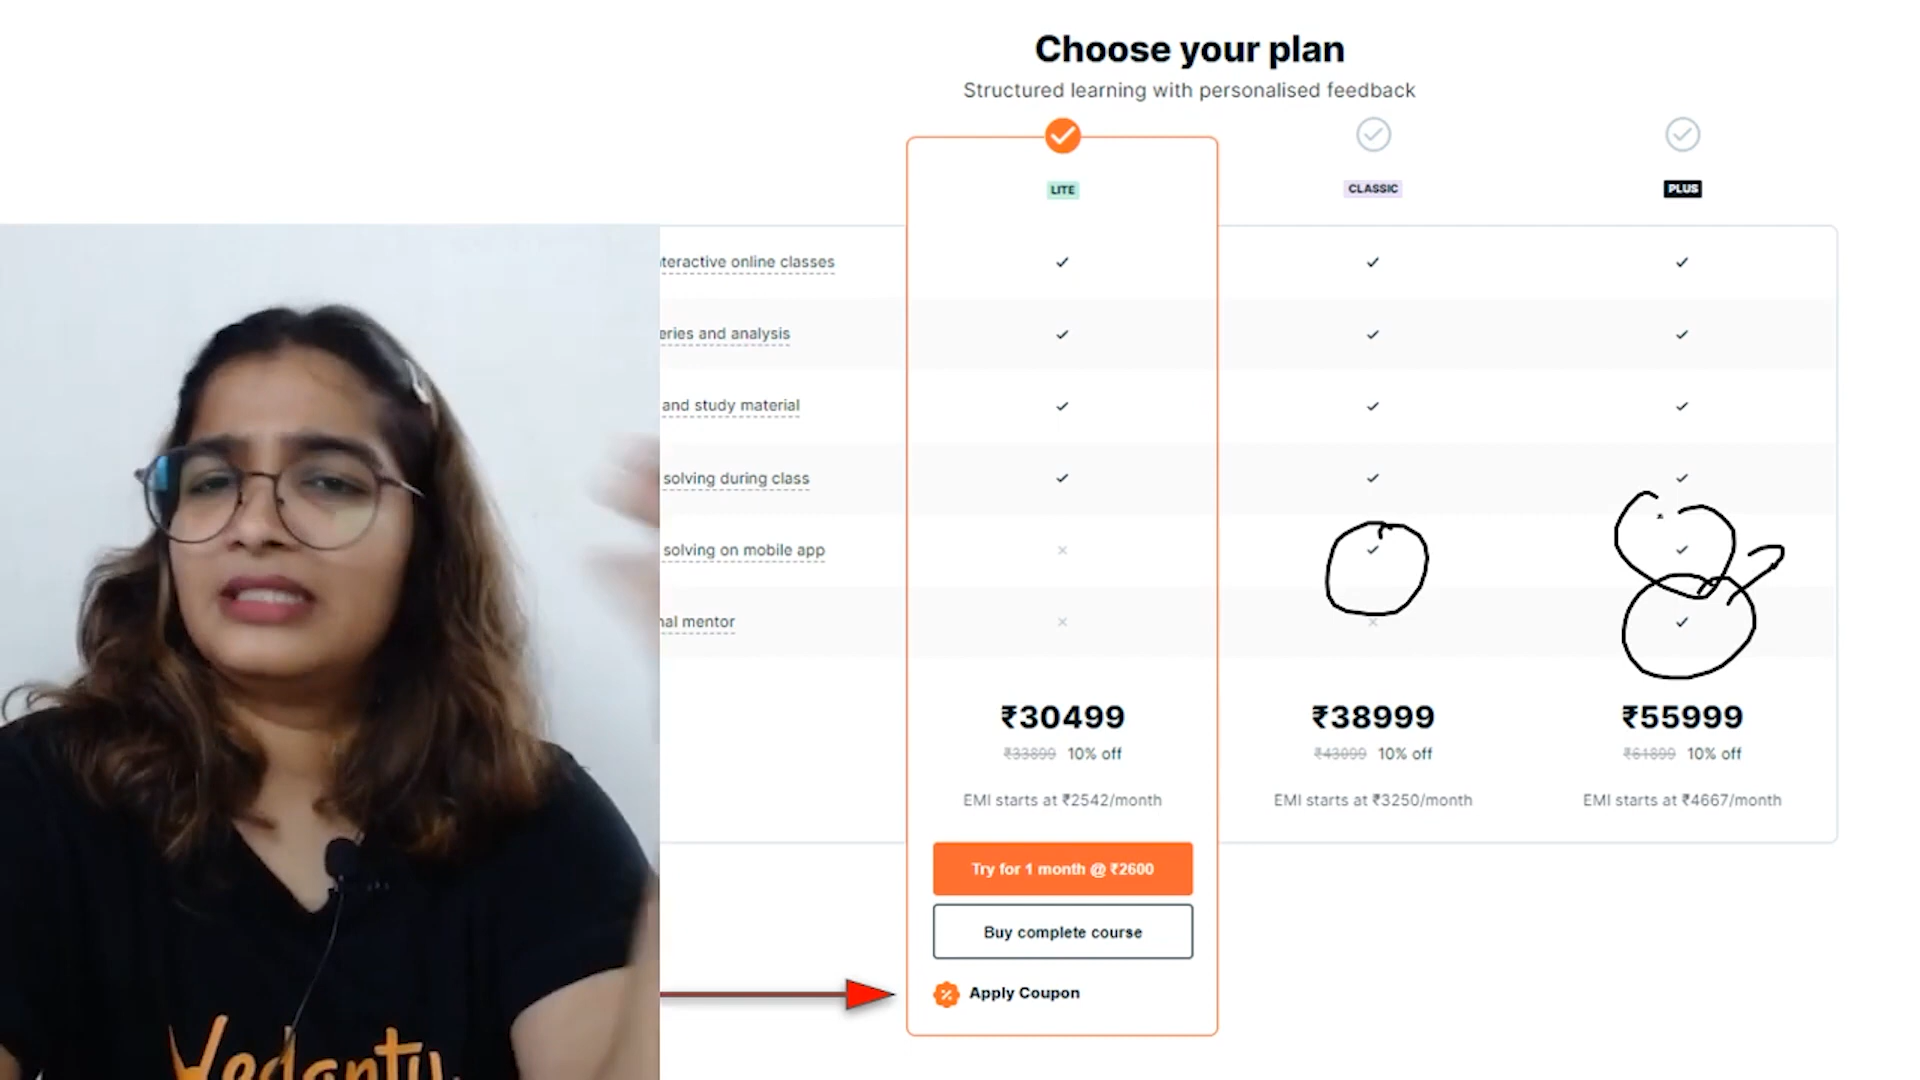 Choose your plan
Structured learning with personalised feedback
LITE CLASSIC PLUS
teractive online classes
eries and analysis
and study material
solving during class
solving on mobile app
nal mentor
₹30499 ₹38999 ₹55999
₹33899 10% off ₹43099 10% off ₹61899 10% off
EMI starts at ₹2542/month EMI starts at ₹3250/month EMI starts at ₹4667/month
Try for 1 month @ ₹2600
Buy complete course
Apply Coupon
Vedantu